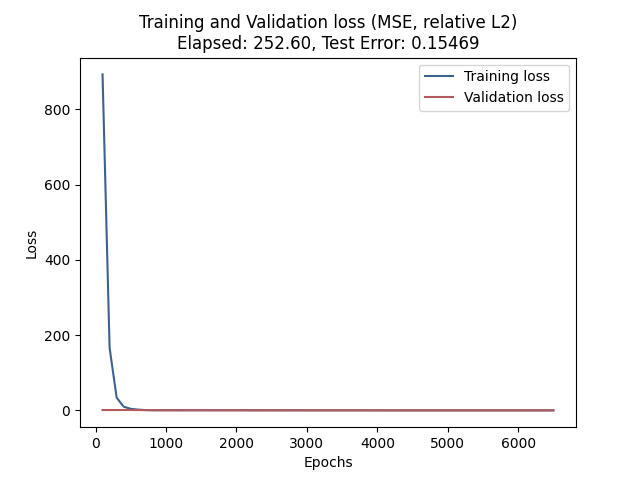 Training and Validation loss (MSE, relative L2)
Elapsed: 252.60, Test Error: 0.15469
Training loss
Validation loss
800
600
400
200
0
Loss
0 1000 2000 3000 4000 5000 6000
Epochs